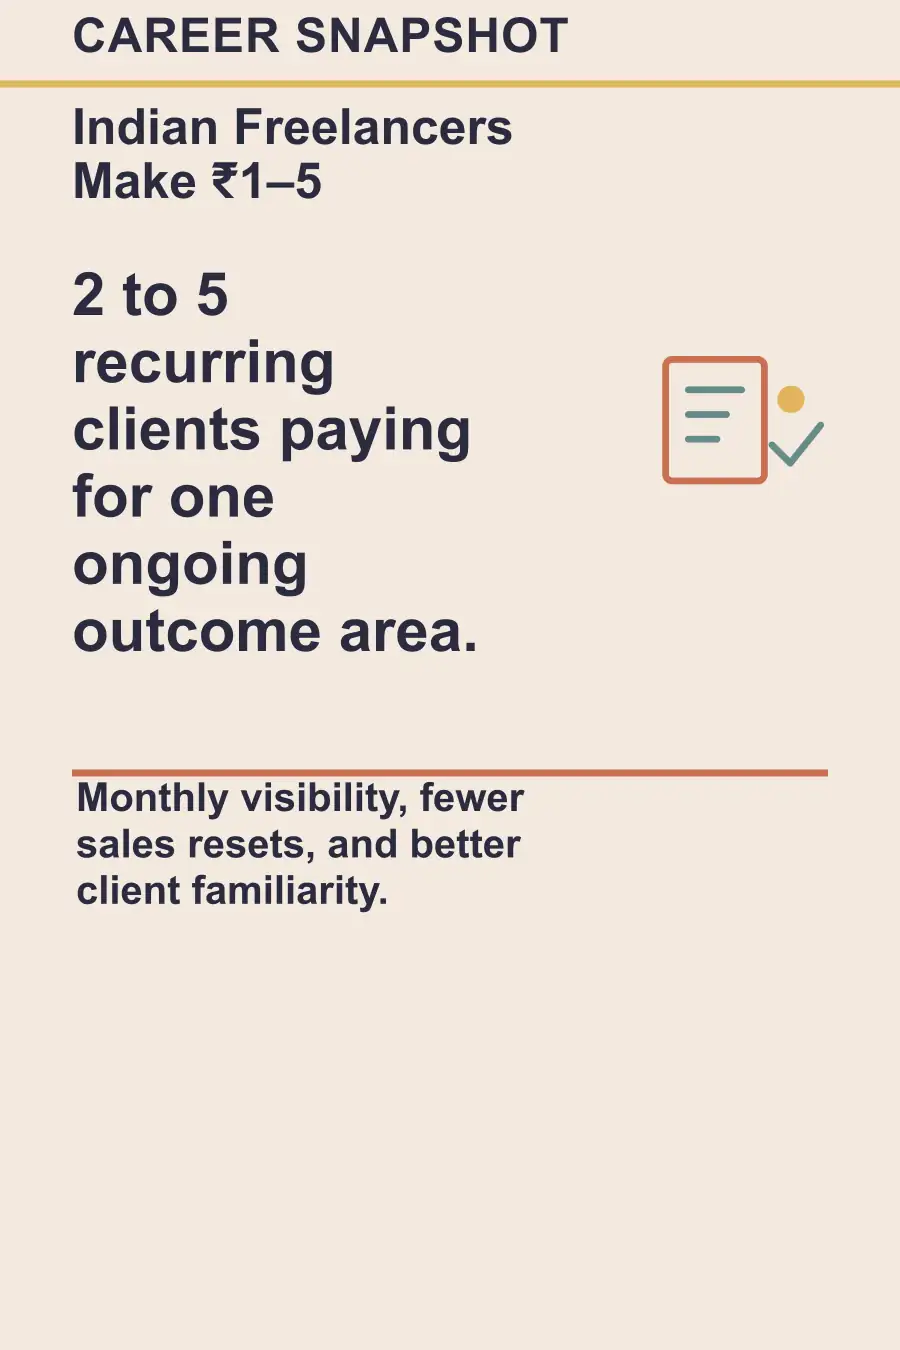 CAREER SNAPSHOT
Indian Freelancers
Make ₹1–5
2 to 5
recurring
clients paying
for one
ongoing
outcome area.
Monthly visibility, fewer
sales resets, and better
client familiarity.